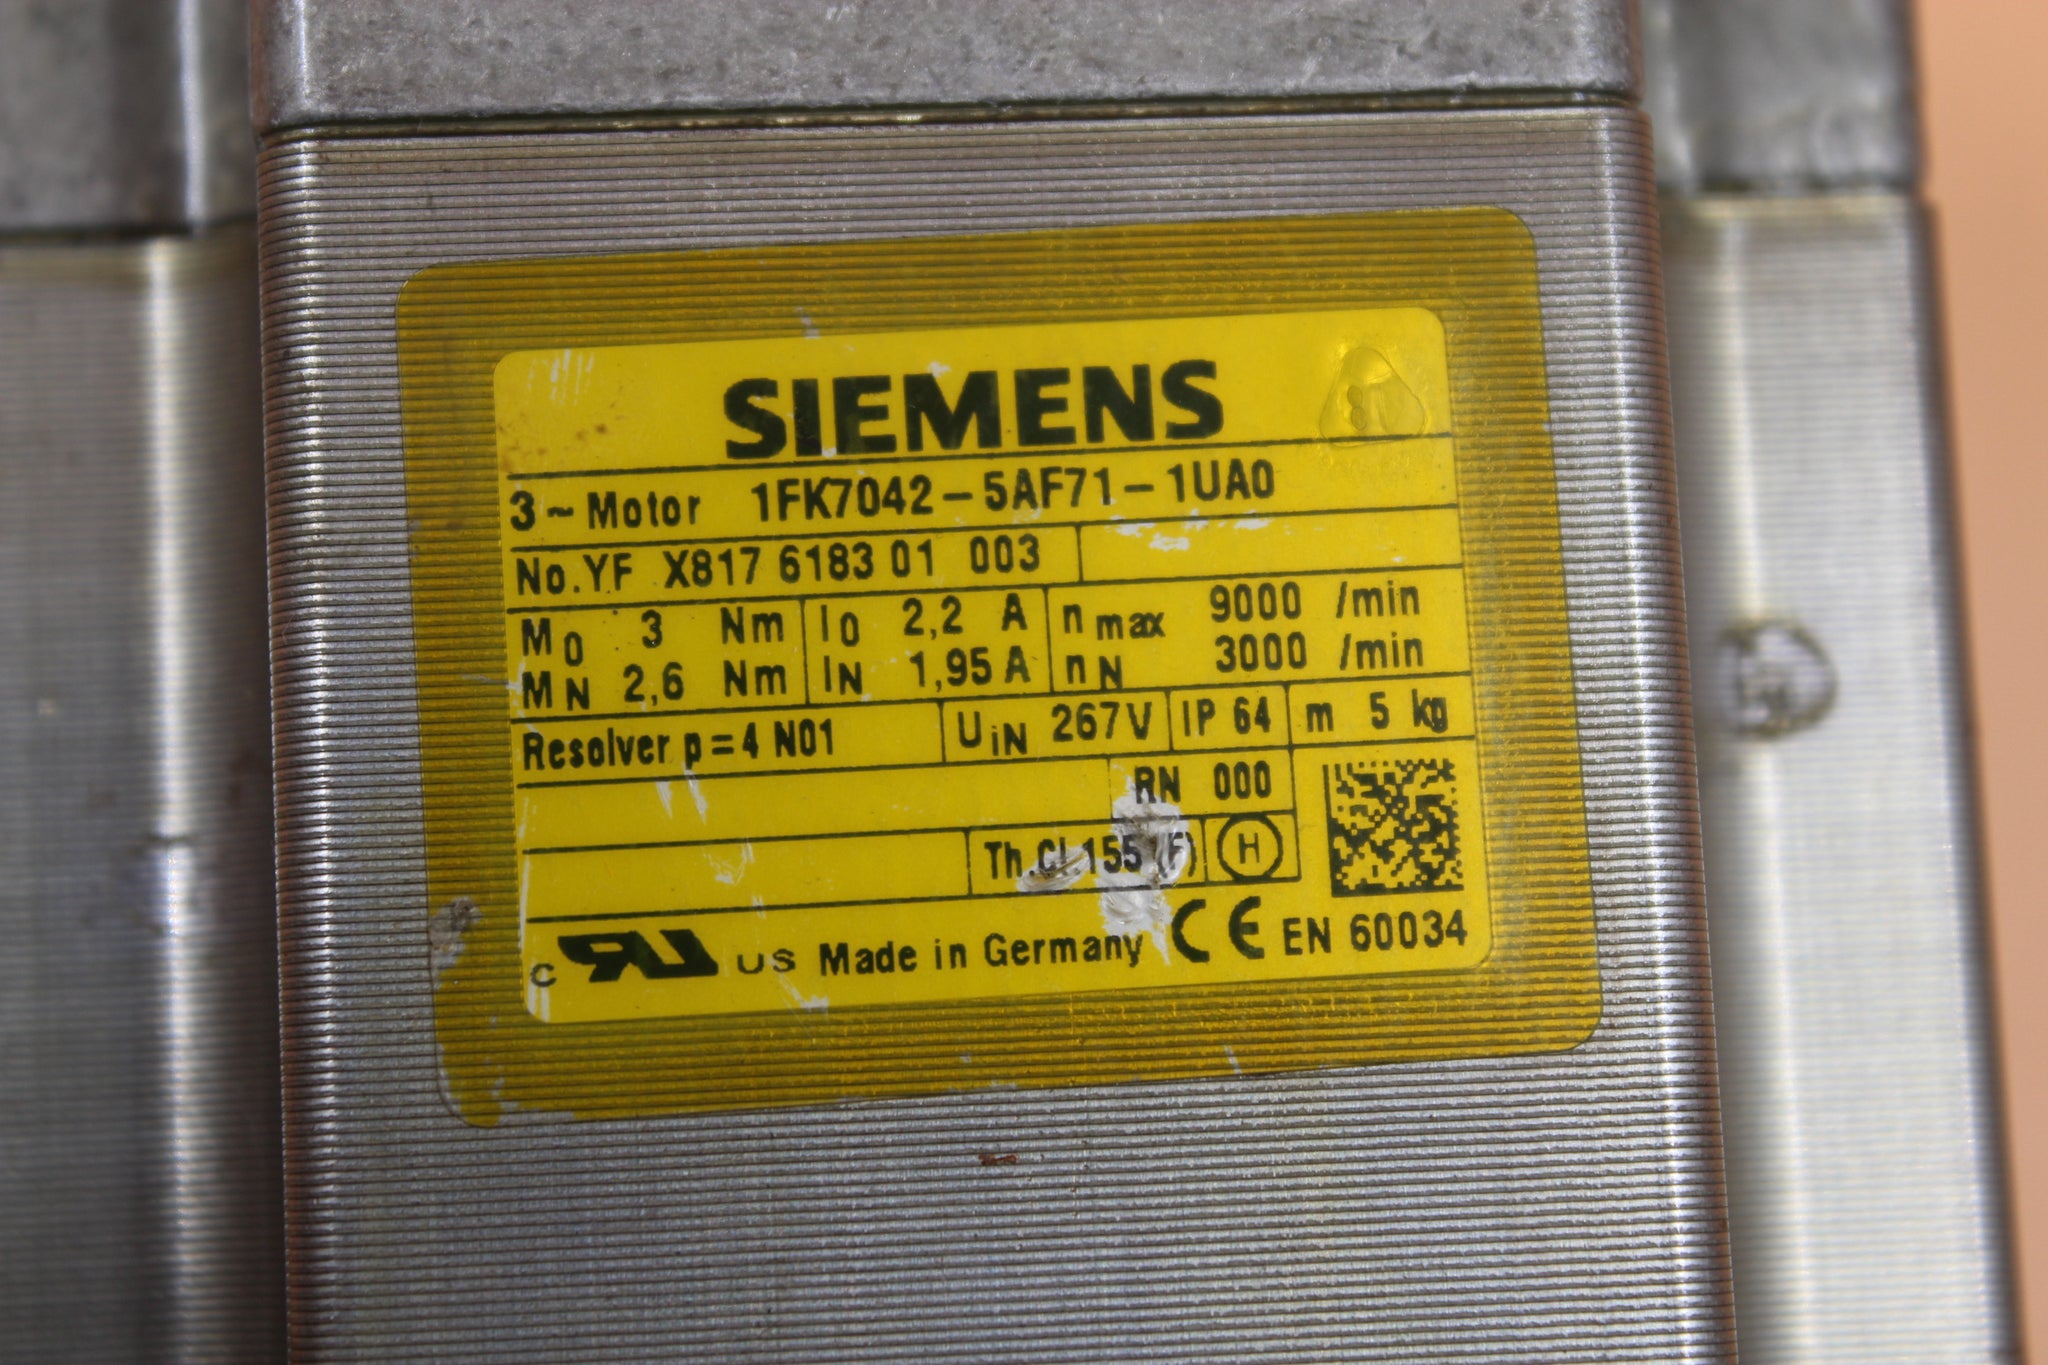 SIEMENS
3~Motor 1FK7042-5AF71-1UA0
No.YF X817 6183 01 003
M0 3 Nm I0 2,2 A nmax 9000 /min
MN 2,6 Nm IN 1,95 A nN 3000 /min
Resolver p=4 N01 UiN 267V IP 64 m 5 kg
RN 000
Th.Cl.155 (F) H
c RU US Made in Germany CE EN 60034